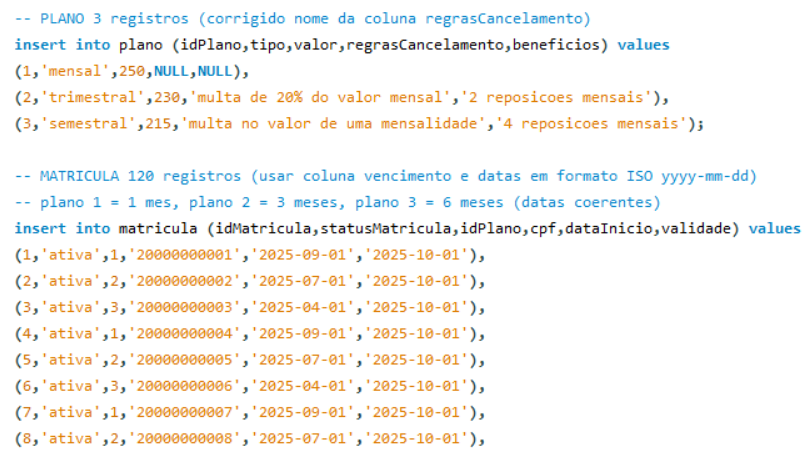 -- PLANO 3 registros (corrigido nome da coluna regrasCancelamento)
insert into plano (idPlano,tipo,valor,regrasCancelamento,beneficios) values
(1,'mensal',250,NULL,NULL),
(2,'trimestral',230,'multa de 20% do valor mensal','2 reposicoes mensais'),
(3,'semestral',215,'multa no valor de uma mensalidade','4 reposicoes mensais');
-- MATRICULA 120 registros (usar coluna vencimento e datas em formato ISO yyyy-mm-dd)
-- plano 1 = 1 mes, plano 2 = 3 meses, plano 3 = 6 meses (datas coerentes)
insert into matricula (idMatricula,statusMatricula,idPlano,cpf,dataInicio,validade) values
(1,'ativa',1,'20000000001','2025-09-01','2025-10-01'),
(2,'ativa',2,'20000000002','2025-07-01','2025-10-01'),
(3,'ativa',3,'20000000003','2025-04-01','2025-10-01'),
(4,'ativa',1,'20000000004','2025-09-01','2025-10-01'),
(5,'ativa',2,'20000000005','2025-07-01','2025-10-01'),
(6,'ativa',3,'20000000006','2025-04-01','2025-10-01'),
(7,'ativa',1,'20000000007','2025-09-01','2025-10-01'),
(8,'ativa',2,'20000000008','2025-07-01','2025-10-01'),